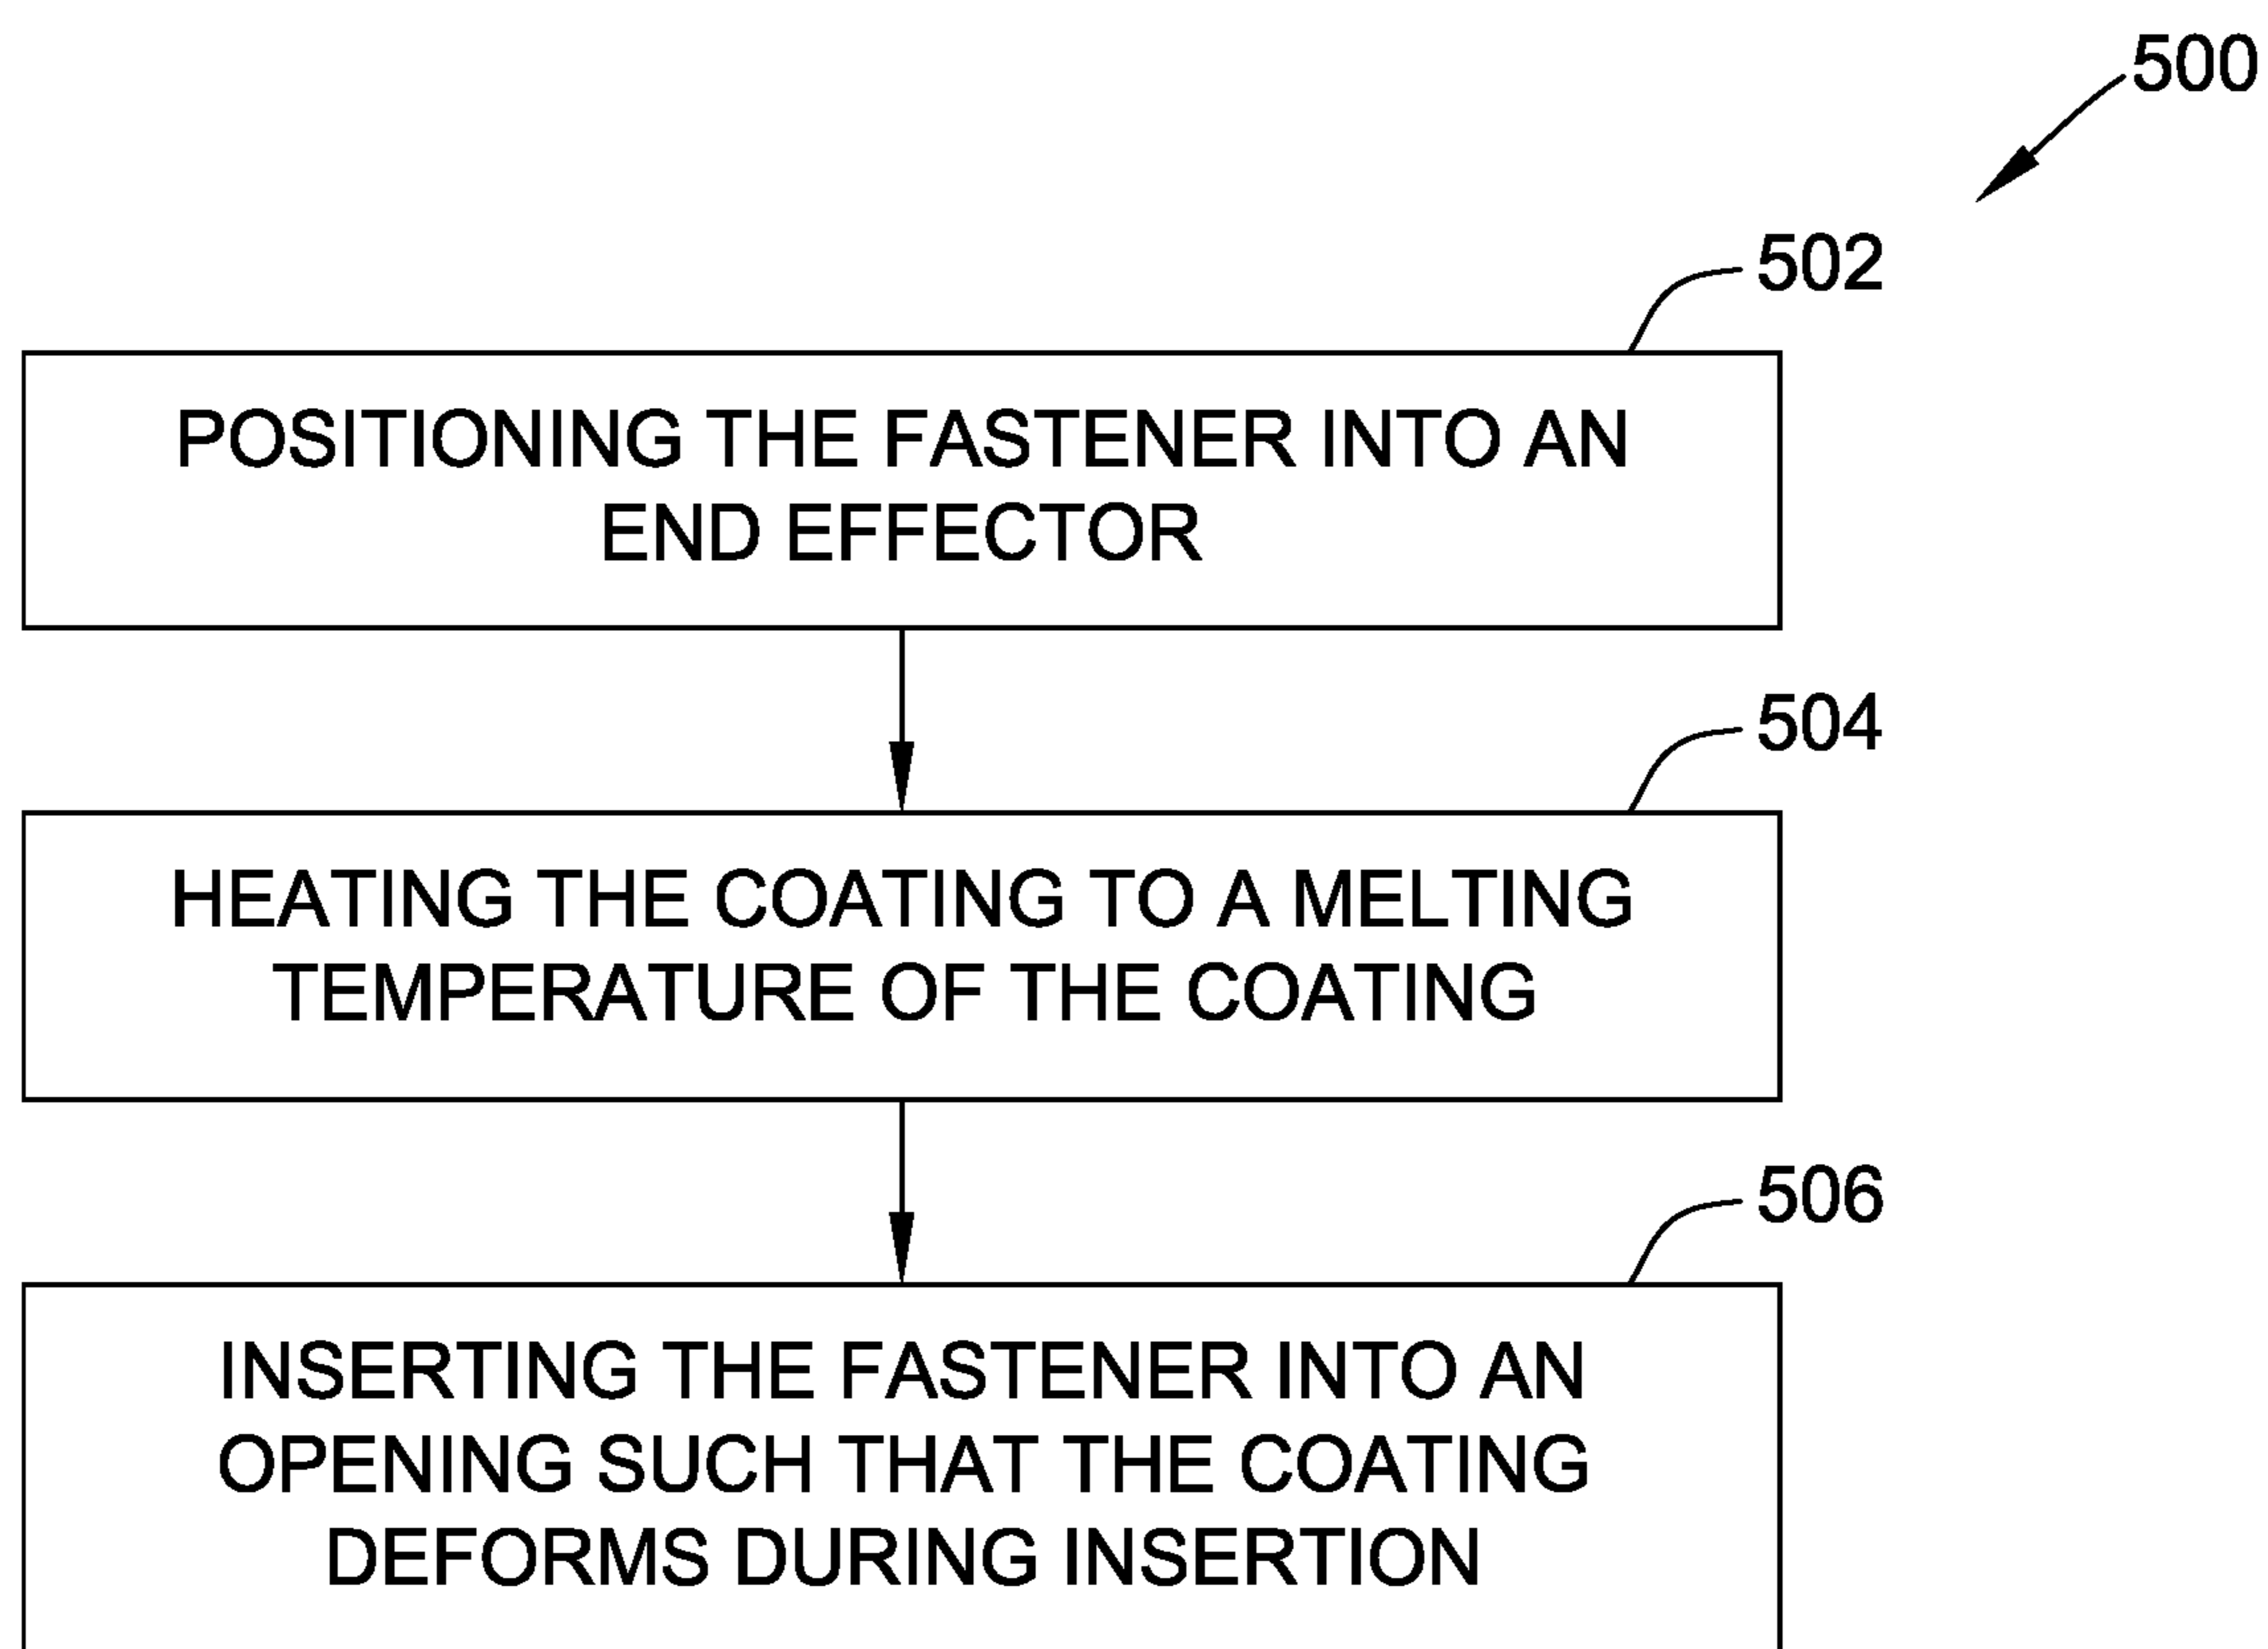 500
502
POSITIONING THE FASTENER INTO AN
END EFFECTOR
504
HEATING THE COATING TO A MELTING
TEMPERATURE OF THE COATING
506
INSERTING THE FASTENER INTO AN
OPENING SUCH THAT THE COATING
DEFORMS DURING INSERTION